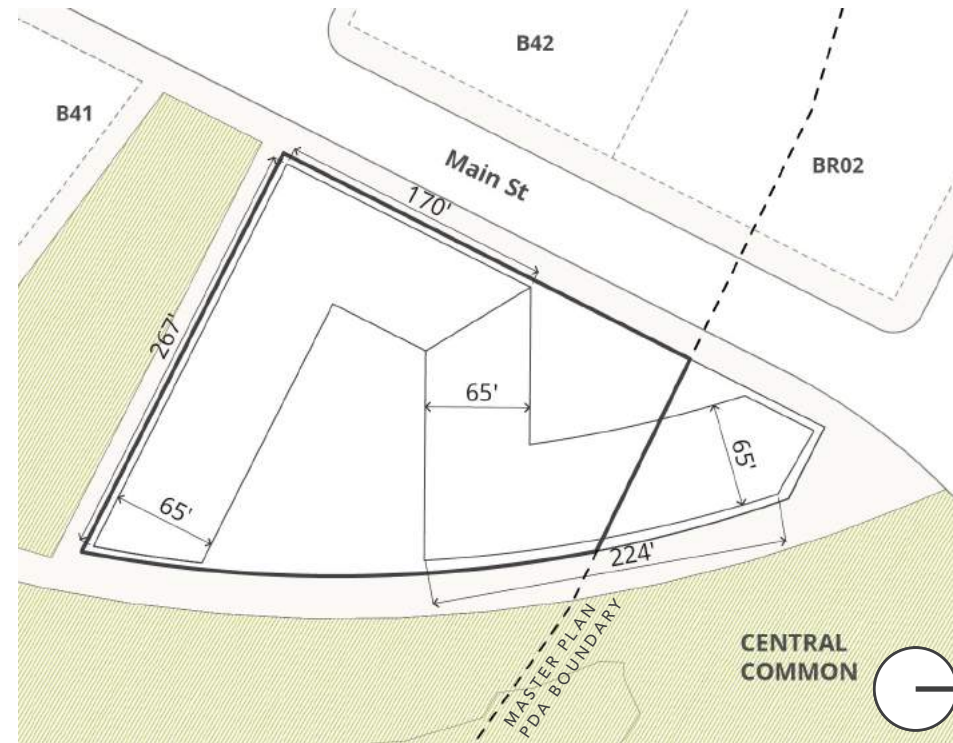 B42
B41
Main St
BR02
170'
267'
65'
65'
65'
224'
MASTER PLAN
PDA BOUNDARY
CENTRAL
COMMON